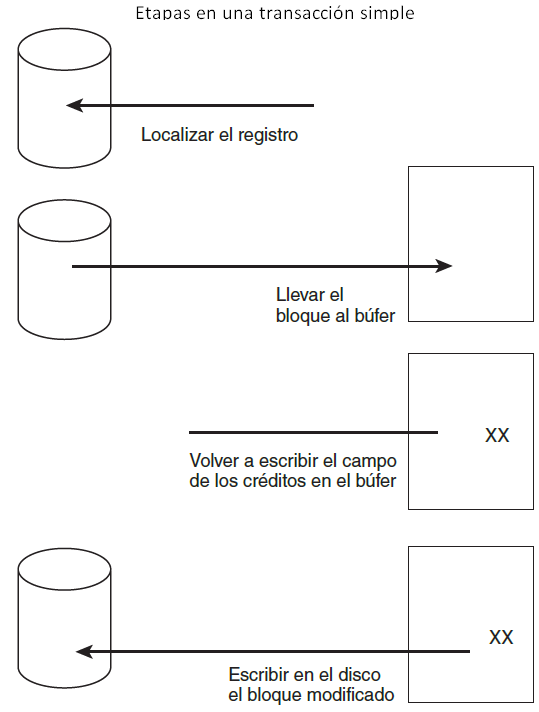 Etapas en una transacción simple
Localizar el registro
Llevar el
bloque al búfer
XX
Volver a escribir el campo
de los créditos en el búfer
XX
Escribir en el disco
el bloque modificado